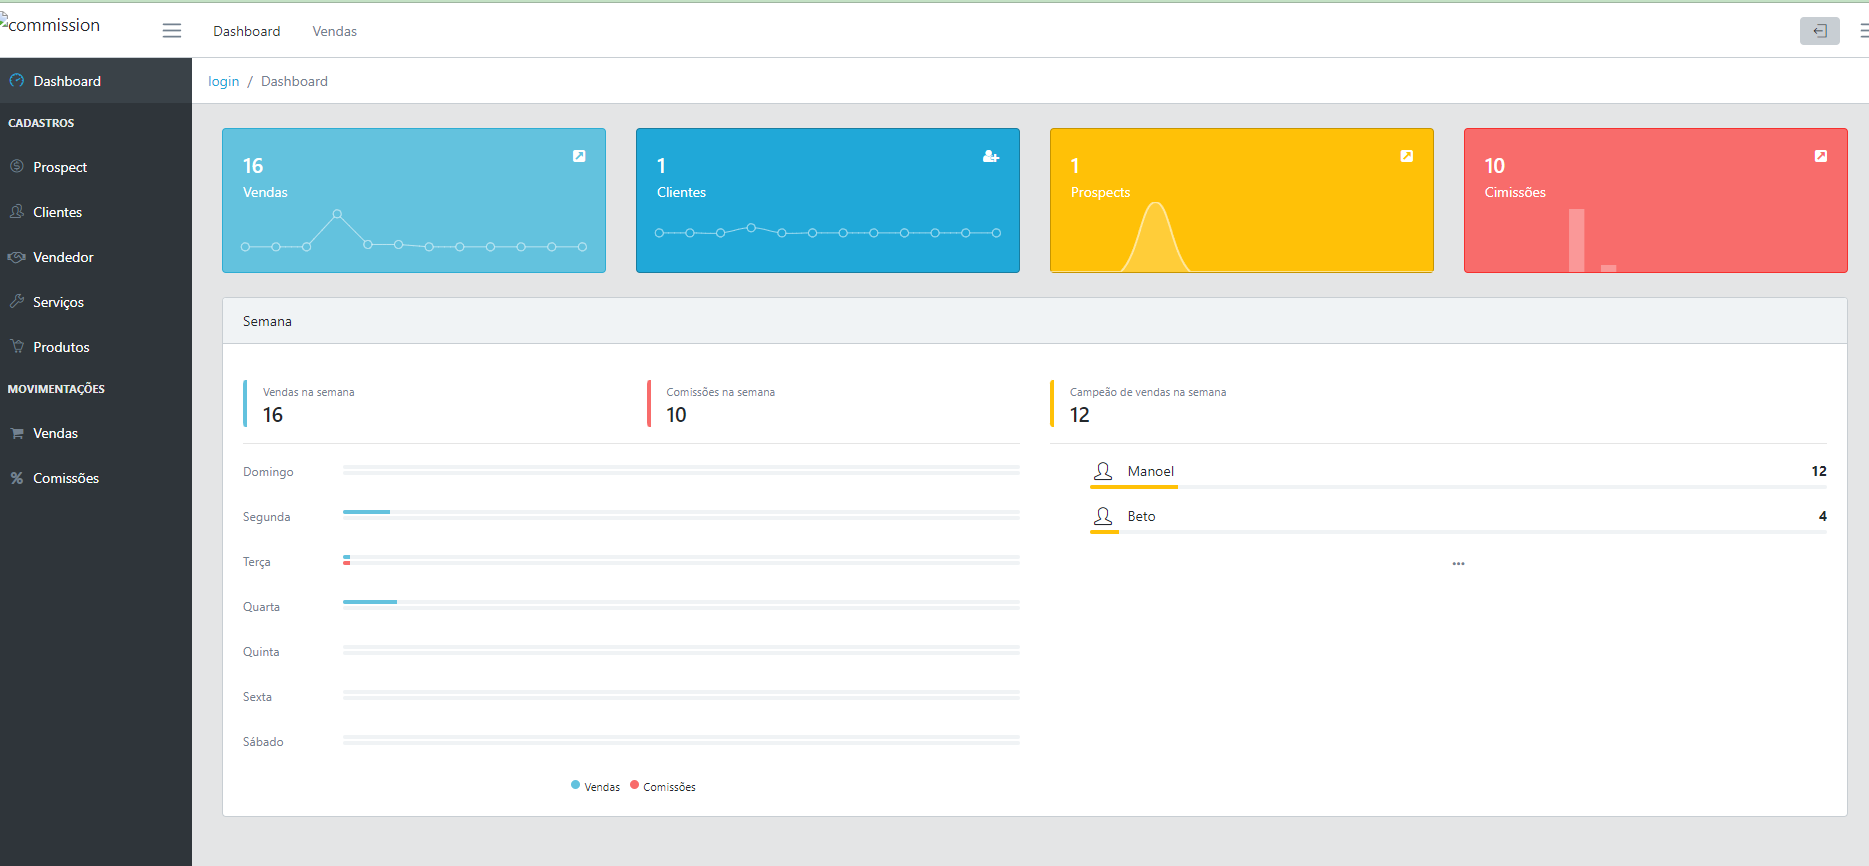 commission
Dashboard Vendas
Dashboard
login / Dashboard
CADASTROS
Prospect
Clientes
Vendedor
Serviços
Produtos
MOVIMENTAÇÕES
Vendas
Comissões
16
Vendas
1
Clientes
1
Prospects
10
Cimissões
Semana
Vendas na semana
16
Comissões na semana
10
Campeão de vendas na semana
12
Domingo
Segunda
Terça
Quarta
Quinta
Sexta
Sábado
Vendas Comissões
Manoel 12
Beto 4